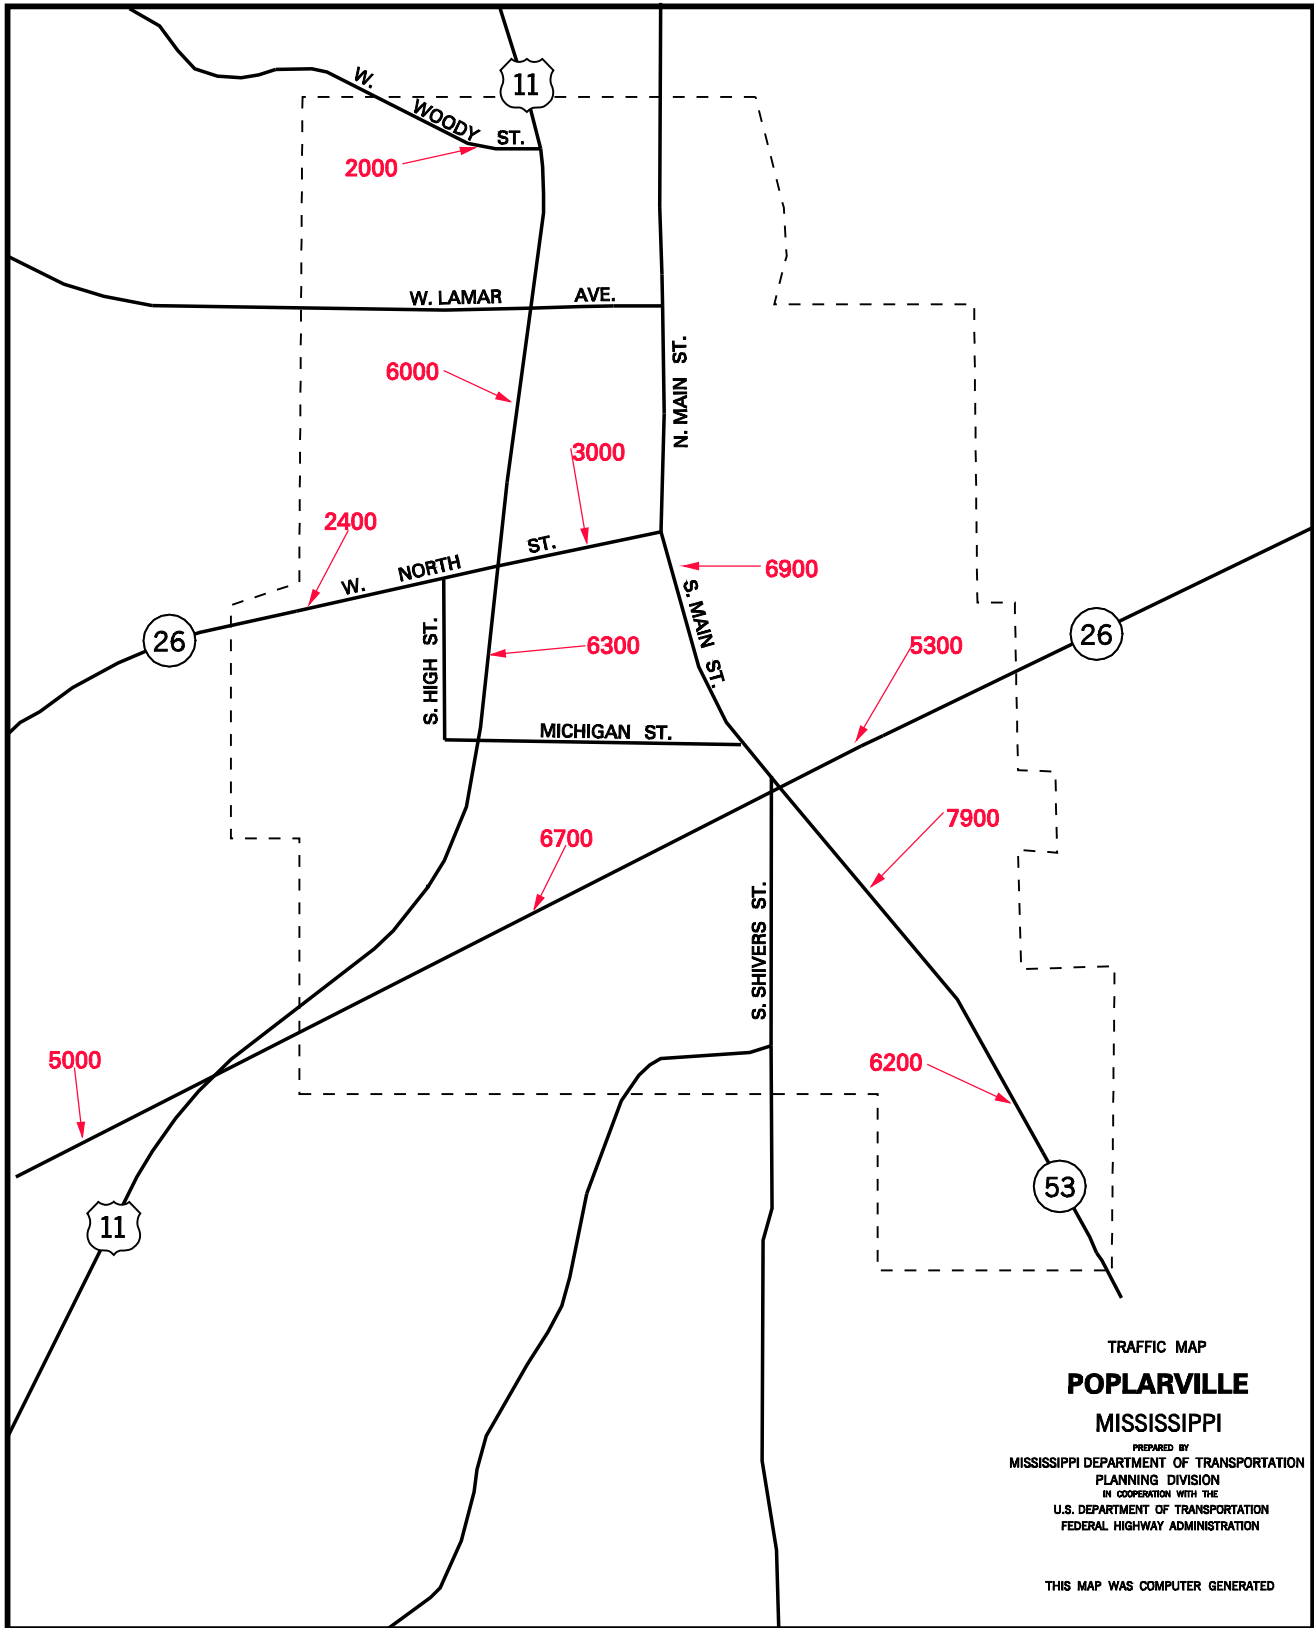 11
W. WOODY ST.
2000
W. LAMAR AVE.
6000
N. MAIN ST.
3000
2400
W. NORTH ST.
6900
S. MAIN ST.
26
26
S. HIGH ST.
6300
5300
MICHIGAN ST.
6700
7900
S. SHIVERS ST.
5000
6200
53
11
TRAFFIC MAP
POPLARVILLE
MISSISSIPPI
PREPARED BY
MISSISSIPPI DEPARTMENT OF TRANSPORTATION
PLANNING DIVISION
IN COOPERATION WITH THE
U.S. DEPARTMENT OF TRANSPORTATION
FEDERAL HIGHWAY ADMINISTRATION
THIS MAP WAS COMPUTER GENERATED